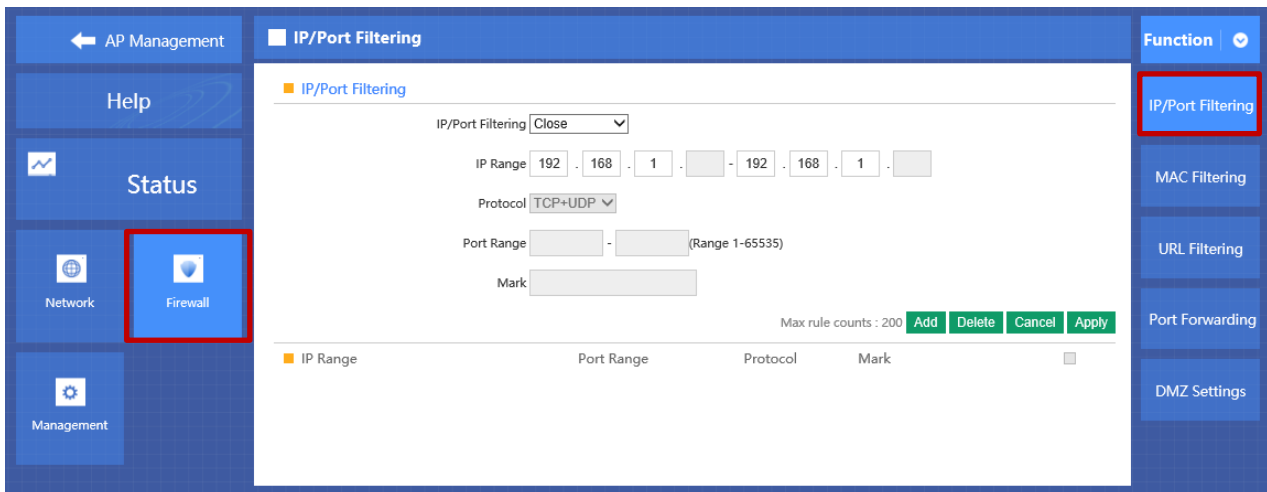 AP Management
Help
Status
Network
Firewall
Management
IP/Port Filtering
IP/Port Filtering
IP/Port Filtering Close
IP Range 192 . 168 . 1 . - 192 . 168 . 1 .
Protocol TCP+UDP
Port Range - (Range 1-65535)
Mark
Max rule counts : 200 Add Delete Cancel Apply
IP Range Port Range Protocol Mark
Function
IP/Port Filtering
MAC Filtering
URL Filtering
Port Forwarding
DMZ Settings